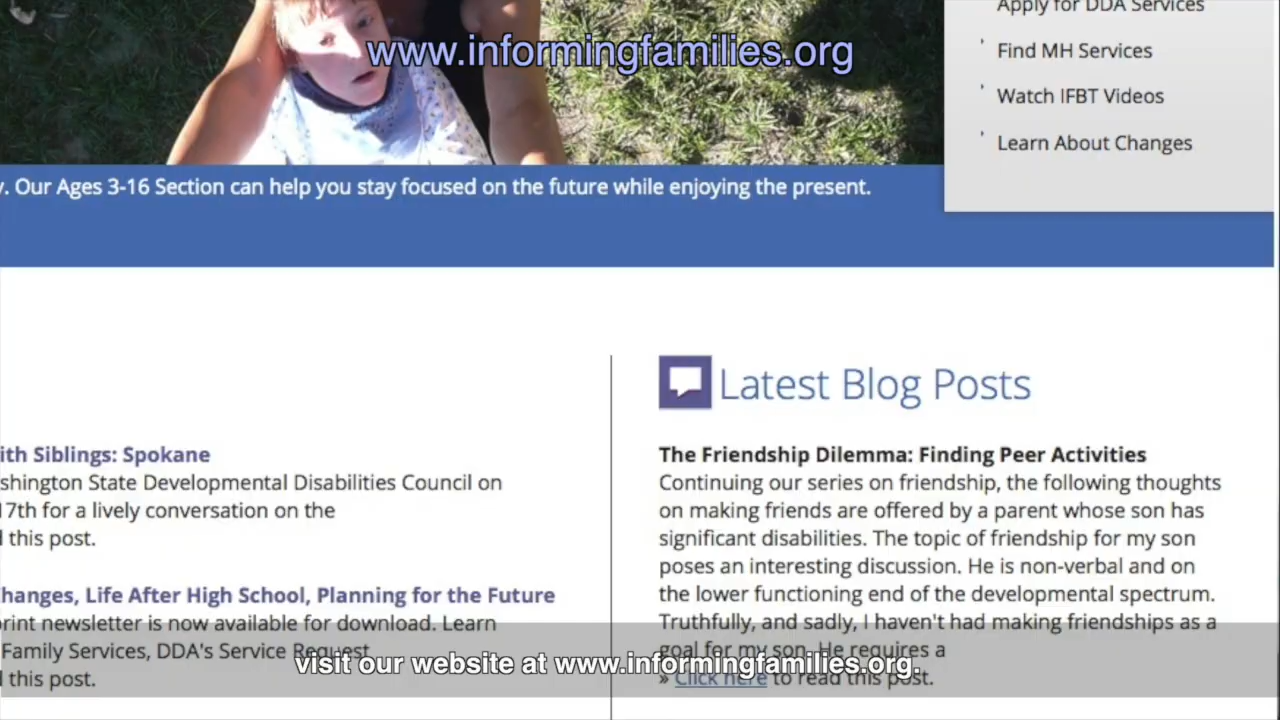 www.informingfamilies.org
Apply for DDA Services
Find MH Services
Watch IFBT Videos
Learn About Changes
y. Our Ages 3-16 Section can help you stay focused on the future while enjoying the present.
ith Siblings: Spokane
shington State Developmental Disabilities Council on
17th for a lively conversation on the
d this post.
hanges, Life After High School, Planning for the Future
print newsletter is now available for download. Learn
Family Services, DDA's Service Request
d this post.
Latest Blog Posts
The Friendship Dilemma: Finding Peer Activities
Continuing our series on friendship, the following thoughts
on making friends are offered by a parent whose son has
significant disabilities. The topic of friendship for my son
poses an interesting discussion. He is non-verbal and on
the lower functioning end of the developmental spectrum.
Truthfully, and sadly, I haven't had making friendships as a
goal for my son. He requires a
» Click here to read this post.
visit our website at www.informingfamilies.org.